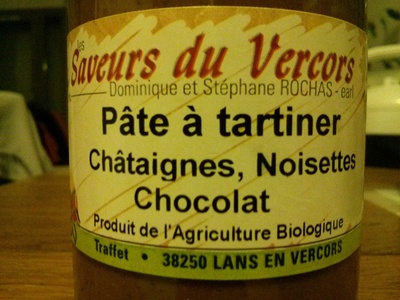 Les
Saveurs du Vercors
Dominique et Stéphane ROCHAS - earl
Pâte à tartiner
Châtaignes, Noisettes
Chocolat
Produit de l'Agriculture Biologique
Traffet • 38250 LANS EN VERCORS